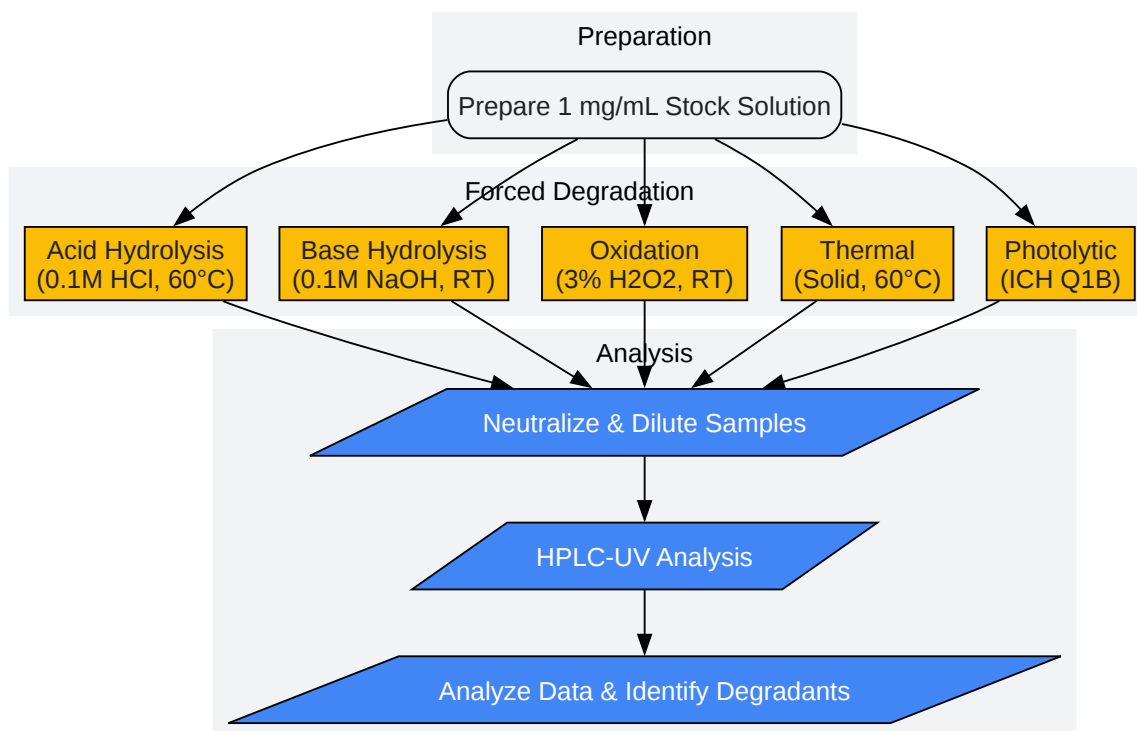 Preparation
Prepare 1 mg/mL Stock Solution
Forced Degradation
Acid Hydrolysis
(0.1M HCl, 60°C)
Base Hydrolysis
(0.1M NaOH, RT)
Oxidation
(3% H2O2, RT)
Thermal
(Solid, 60°C)
Photolytic
(ICH Q1B)
Analysis
Neutralize & Dilute Samples
HPLC-UV Analysis
Analyze Data & Identify Degradants